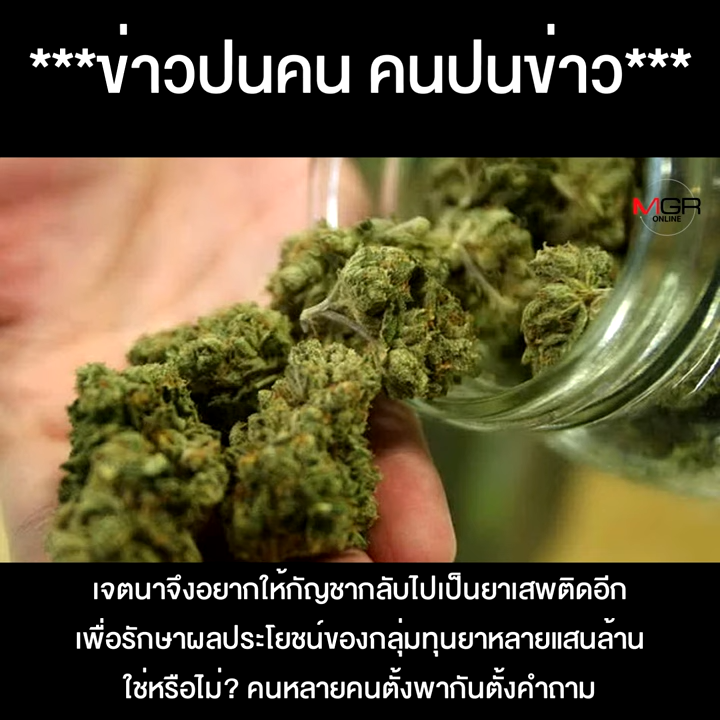 ***ข่าวปนคน คนปนข่าว***
MGR
ONLINE
เจตนาจึงอยากให้กัญชากลับไปเป็นยาเสพติดอีก
เพื่อรักษาผลประโยชน์ของกลุ่มทุนยาหลายแสนล้าน
ใช่หรือไม่? คนหลายคนตั้งพากันตั้งคำถาม